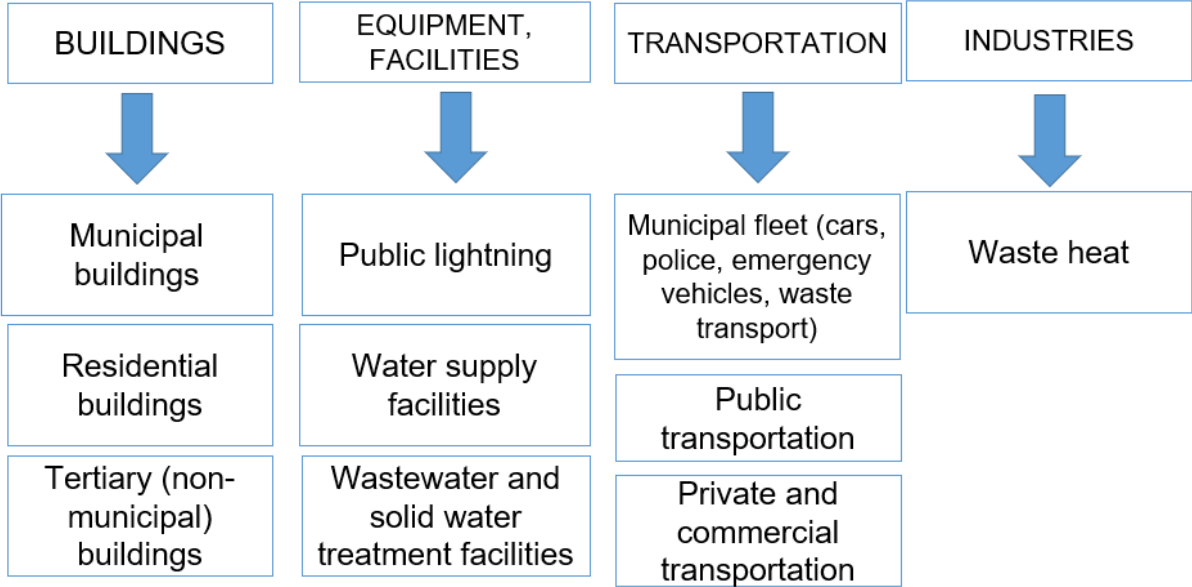 BUILDINGS
Municipal
buildings
Residential
buildings
Tertiary (non-
municipal)
buildings
EQUIPMENT,
FACILITIES
Public lightning
Water supply
facilities
Wastewater and
solid water
treatment facilities
TRANSPORTATION
Municipal fleet (cars,
police, emergency
vehicles, waste
transport)
Public
transportation
Private and
commercial
transportation
INDUSTRIES
Waste heat